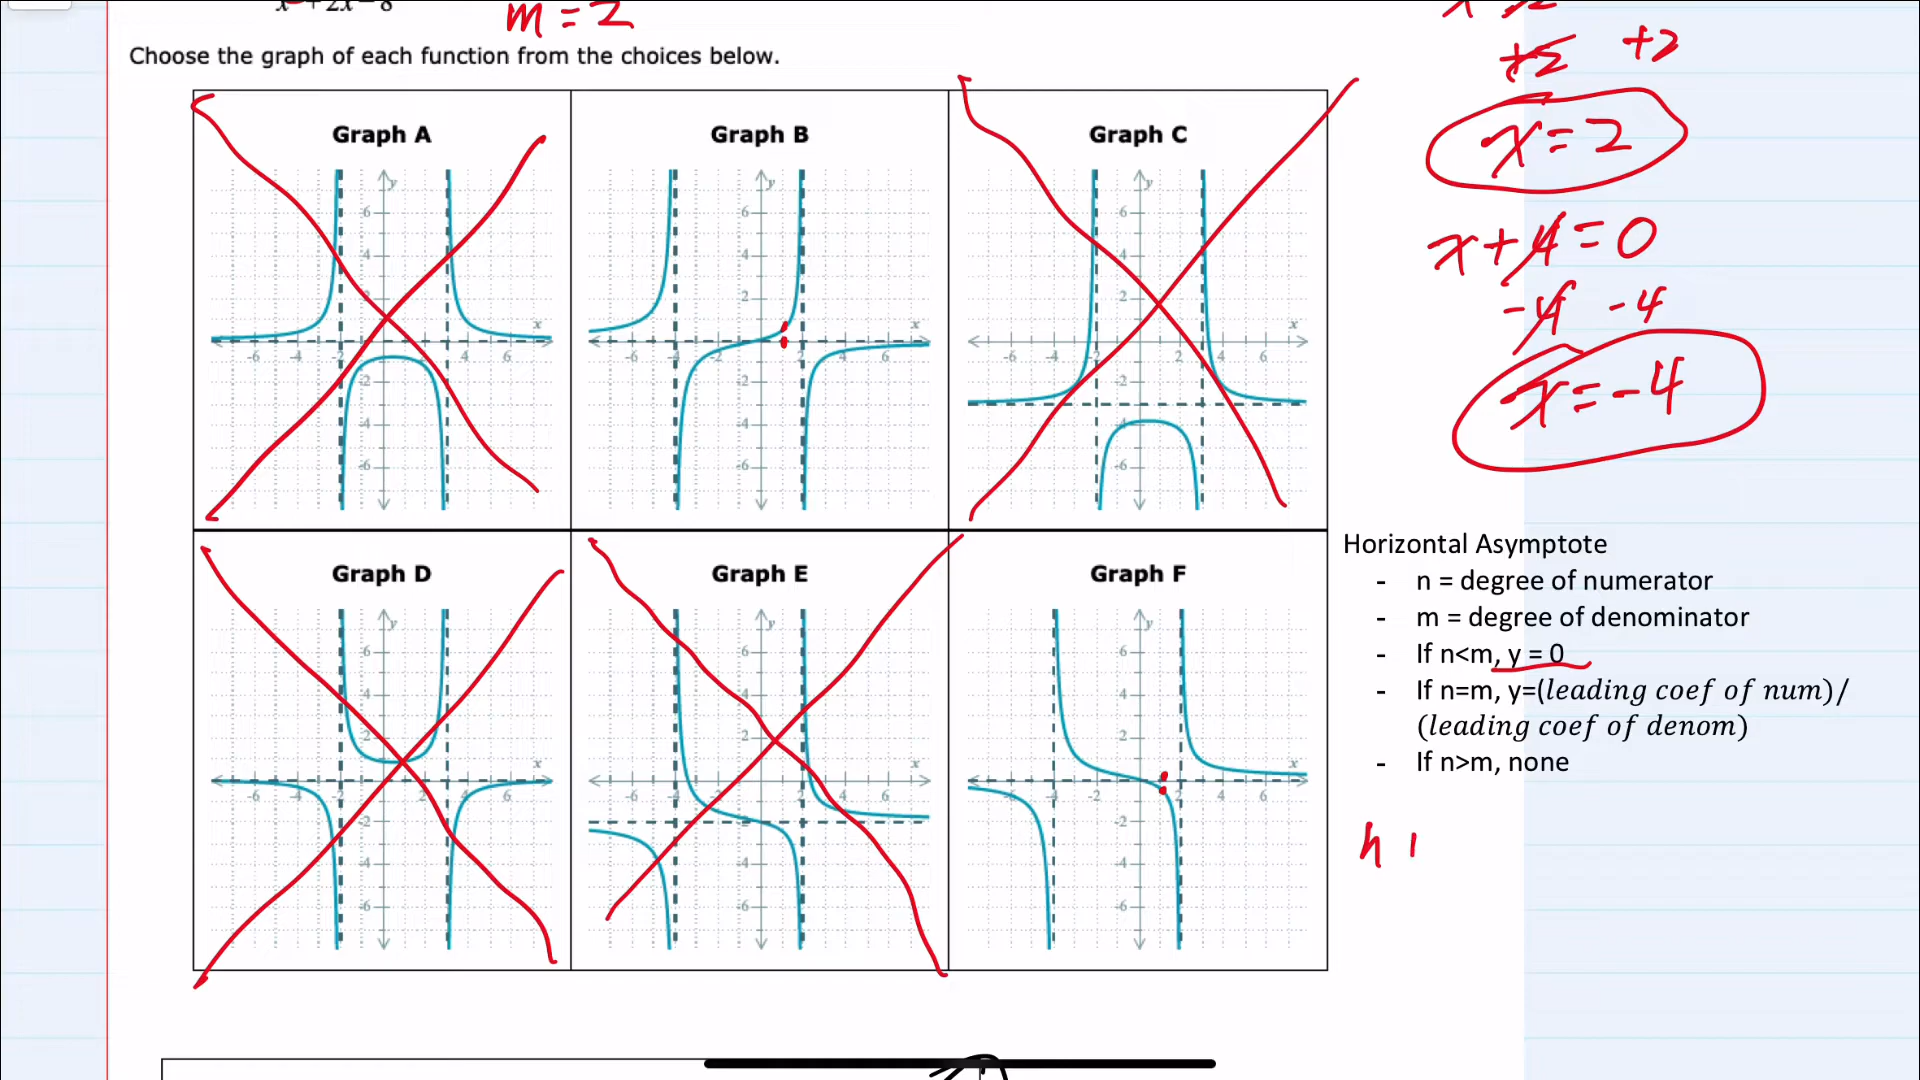 m = 2
Choose the graph of each function from the choices below.
Graph A
Graph B
Graph C
+2 +2
x = 2
x + 4 = 0
-4 -4
x = -4
Graph D
Graph E
Graph F
Horizontal Asymptote
- n = degree of numerator
- m = degree of denominator
- If n<m, y = 0
- If n=m, y=(leading coef of num)/
(leading coef of denom)
- If n>m, none
h